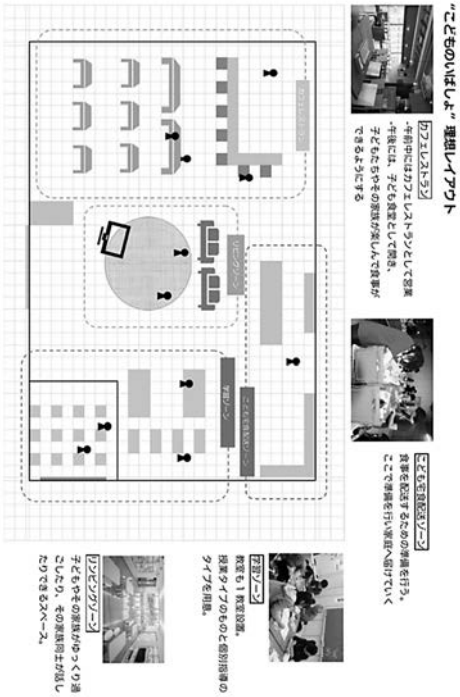 "こどものいばしょ" 理想レイアウト
カフェレストラン
・午前中にはカフェレストランとして営業
・午後には、子ども食堂として開き、
子どもたちやその家族が楽しんで食事が
できるようにする
こども宅食配送ゾーン
食事を配送するための準備を行う。
ここで準備を行い家庭へ届けていく
学習ゾーン
教室も1教室設置。
授業タイプのものと個別指導の
タイプを用意。
リンビングゾーン
子どもやその家族がゆっくり過
ごしたり、その家族同士が話し
たりできるスペース。
カフェレストラン
リビングゾーン
こども宅食配送ゾーン
学習ゾーン